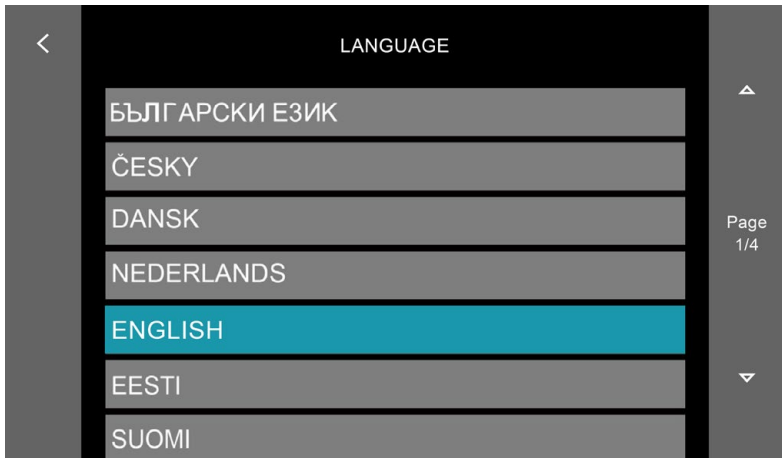 LANGUAGE
БЪЛГАРСКИ ЕЗИК
ČESKY
DANSK
NEDERLANDS
ENGLISH
EESTI
SUOMI
Page
1/4